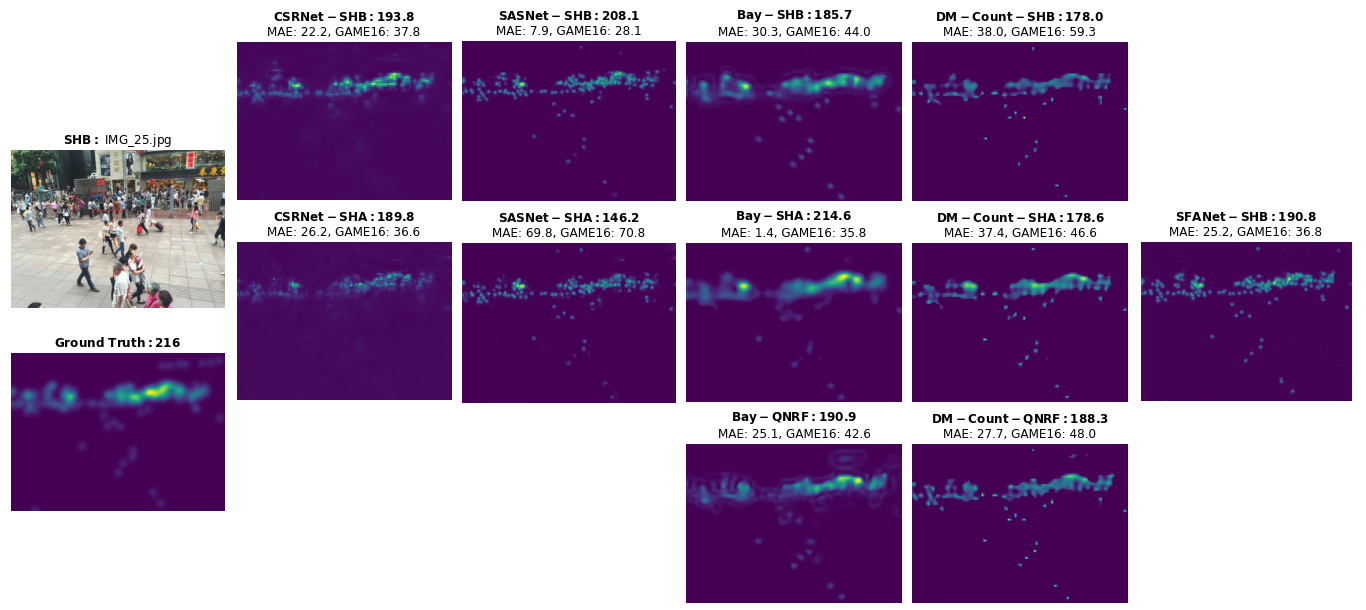 CSRNet−SHB: 193.8
MAE: 22.2, GAME16: 37.8
SASNet−SHB: 208.1
MAE: 7.9, GAME16: 28.1
Bay−SHB: 185.7
MAE: 30.3, GAME16: 44.0
DM−Count−SHB: 178.0
MAE: 38.0, GAME16: 59.3
SHB: IMG_25.jpg
CSRNet−SHA: 189.8
MAE: 26.2, GAME16: 36.6
SASNet−SHA: 146.2
MAE: 69.8, GAME16: 70.8
Bay−SHA: 214.6
MAE: 1.4, GAME16: 35.8
DM−Count−SHA: 178.6
MAE: 37.4, GAME16: 46.6
SFANet−SHB: 190.8
MAE: 25.2, GAME16: 36.8
Ground Truth: 216
Bay−QNRF: 190.9
MAE: 25.1, GAME16: 42.6
DM−Count−QNRF: 188.3
MAE: 27.7, GAME16: 48.0